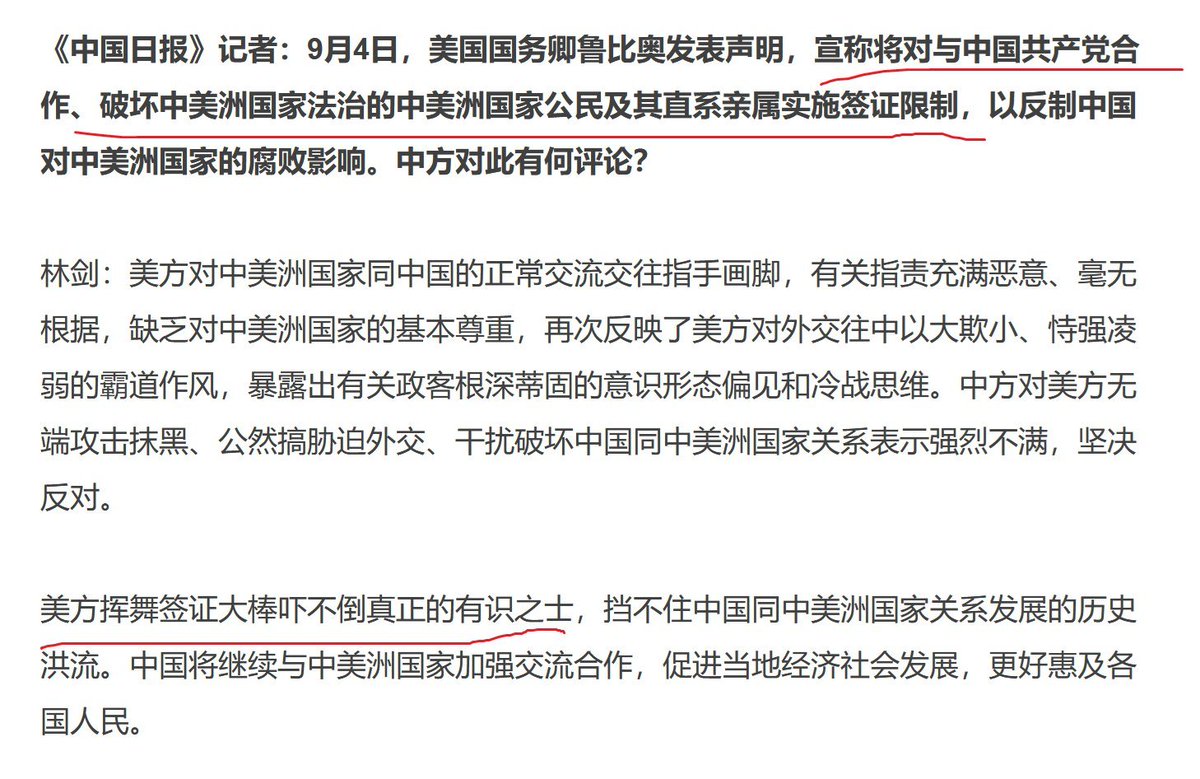 《中国日报》记者：9月4日，美国国务卿鲁比奥发表声明，宣称将对与中国共产党合
作、破坏中美洲国家法治的中美洲国家公民及其直系亲属实施签证限制，以反制中国
对中美洲国家的腐败影响。中方对此有何评论？
林剑：美方对中美洲国家同中国的正常交流交往指手画脚，有关指责充满恶意、毫无
根据，缺乏对中美洲国家的基本尊重，再次反映了美方对外交往中以大欺小、恃强凌
弱的霸道作风，暴露出有关政客根深蒂固的意识形态偏见和冷战思维。中方对美方无
端攻击抹黑、公然搞胁迫外交、干扰破坏中国同中美洲国家关系表示强烈不满，坚决
反对。
美方挥舞签证大棒吓不倒真正的有识之士，挡不住中国同中美洲国家关系发展的历史
洪流。中国将继续与中美洲国家加强交流合作，促进当地经济社会发展，更好惠及各
国人民。